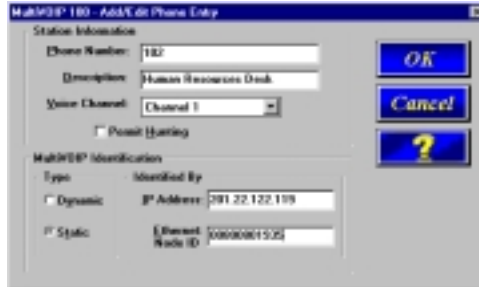 MultiVOIP 180 - Add/Edit Phone Entry
Station Information
Phone Number: 102
Description: Human Resources Desk
Voice Channel: Channel 1
Permit Hunting
MultiVOIP Identification
Type
Identified By
Dynamic
IP Address: 201.22.122.119
Static
Ethernet Node ID
OK
Cancel
?